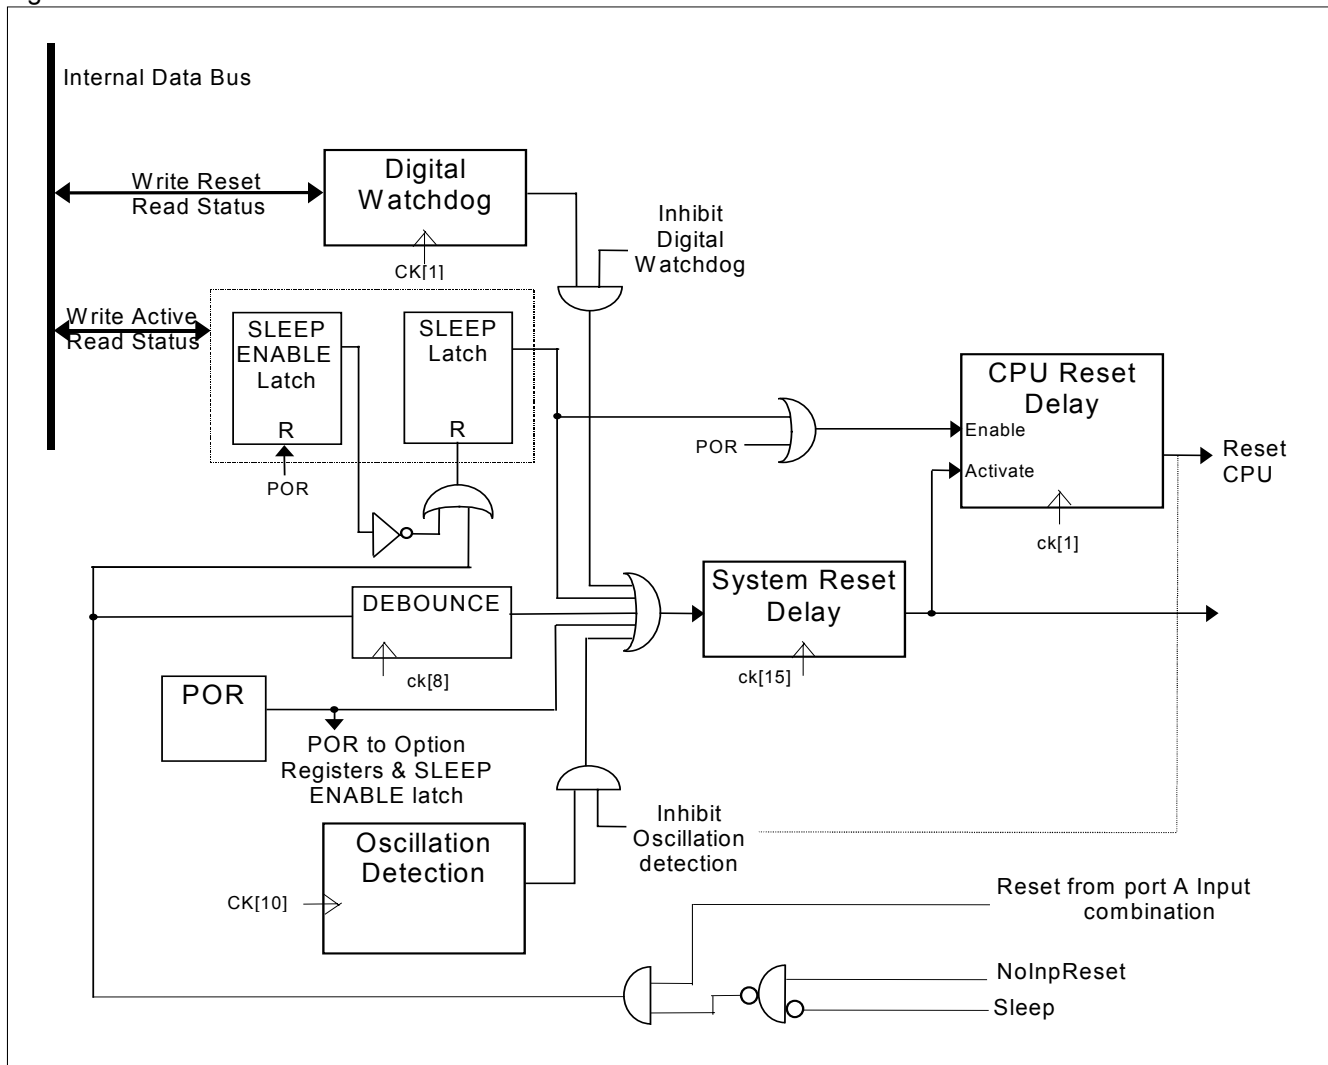 Internal Data Bus
Write Reset
Read Status
Digital
Watchdog
CK[1]
Inhibit
Digital
Watchdog
Write Active
Read Status
SLEEP
ENABLE
Latch
R
POR
SLEEP
Latch
R
POR
CPU Reset
Delay
Enable
Activate
ck[1]
Reset
CPU
DEBOUNCE
ck[8]
System Reset
Delay
ck[15]
POR
POR to Option
Registers & SLEEP
ENABLE latch
Oscillation
Detection
CK[10]
Inhibit
Oscillation
detection
Reset from port A Input
combination
NoInpReset
Sleep